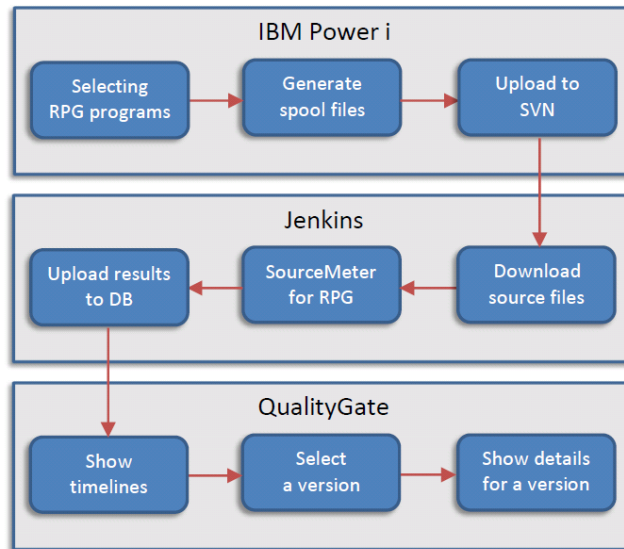 IBM Power i
Selecting
RPG programs
Generate
spool files
Upload to
SVN
Jenkins
Upload results
to DB
SourceMeter
for RPG
Download
source files
QualityGate
Show
timelines
Select
a version
Show details
for a version